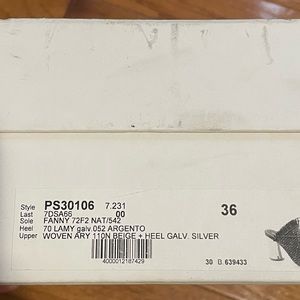 Style PS30106 7.231
Last 7DSA66 00 36
Sole FANNY 72F2 NAT/542
Heel 70 LAMY galv.052 ARGENTO
Upper WOVEN ARY 110N BEIGE + HEEL GALV. SILVER
4000012187429
30 B. 639433